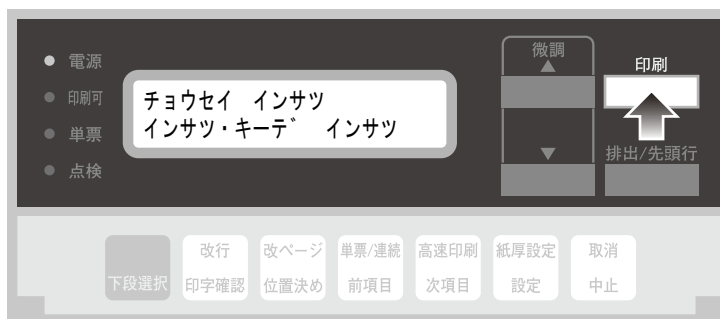 電源
印刷可
単票
点検
チョウセイ インサツ
インサツ・キーデ インサツ
微調
▲
▼
印刷
排出/先頭行
下段選択
改行
印字確認
改ページ
位置決め
単票/連続
前項目
高速印刷
次項目
紙厚設定
設定
取消
中止